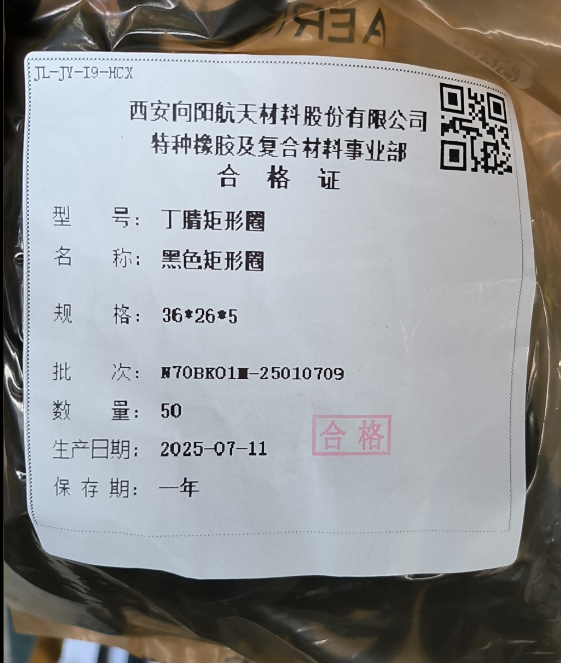 JL-JY-19-HCX
西安向阳航天材料股份有限公司
特种橡胶及复合材料事业部
合 格 证
型 号: 丁腈矩形圈
名 称: 黑色矩形圈
规 格: 36*26*5
批 次: N70BK01M-25010709
数 量: 50
合 格
生产日期: 2025-07-11
保 存 期: 一年